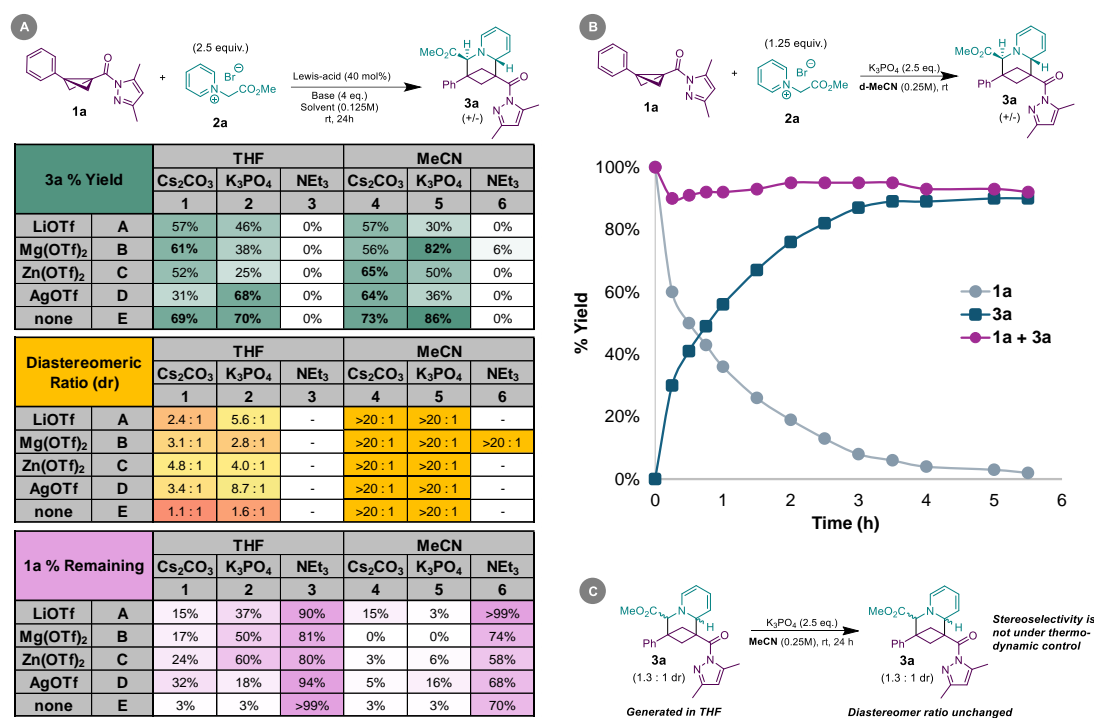 A
(2.5 equiv.)
Br
⊖
N
⊕
CO2Me
O
N
N
1a
+
2a
Lewis-acid (40 mol%)
Base (4 eq.)
Solvent (0.125M)
rt, 24h
MeO2C
H
N
H
Ph
O
N
N
3a
(+/-)
3a % Yield THF MeCN
Cs2CO3 K3PO4 NEt3 Cs2CO3 K3PO4 NEt3
1 2 3 4 5 6
LiOTf A 57% 46% 0% 57% 30% 0%
Mg(OTf)2 B 61% 38% 0% 56% 82% 6%
Zn(OTf)2 C 52% 25% 0% 65% 50% 0%
AgOTf D 31% 68% 0% 64% 36% 0%
none E 69% 70% 0% 73% 86% 0%
Diastereomeric Ratio (dr) THF MeCN
Cs2CO3 K3PO4 NEt3 Cs2CO3 K3PO4 NEt3
1 2 3 4 5 6
LiOTf A 2.4 : 1 5.6 : 1 - >20 : 1 >20 : 1 -
Mg(OTf)2 B 3.1 : 1 2.8 : 1 - >20 : 1 >20 : 1 >20 : 1
Zn(OTf)2 C 4.8 : 1 4.0 : 1 - >20 : 1 >20 : 1 -
AgOTf D 3.4 : 1 8.7 : 1 - >20 : 1 >20 : 1 -
none E 1.1 : 1 1.6 : 1 - >20 : 1 >20 : 1 -
1a % Remaining THF MeCN
Cs2CO3 K3PO4 NEt3 Cs2CO3 K3PO4 NEt3
1 2 3 4 5 6
LiOTf A 15% 37% 90% 15% 3% >99%
Mg(OTf)2 B 17% 50% 81% 0% 0% 74%
Zn(OTf)2 C 24% 60% 80% 3% 6% 58%
AgOTf D 32% 18% 94% 5% 16% 68%
none E 3% 3% >99% 3% 3% 70%
B
(1.25 equiv.)
Br
⊖
N
⊕
CO2Me
O
N
N
1a
+
2a
K3PO4 (2.5 eq.)
d-MeCN (0.25M), rt
MeO2C
H
N
H
Ph
O
N
N
3a
(+/-)
100%
80%
60%
40%
20%
0%
% Yield
1a
3a
1a + 3a
0 1 2 3 4 5 6
Time (h)
C
MeO2C
N
H
Ph
O
N
N
3a
(1.3 : 1 dr)
Generated in THF
K3PO4 (2.5 eq.)
MeCN (0.25M), rt, 24 h
MeO2C
N
H
Ph
O
N
N
3a
(1.3 : 1 dr)
Diastereomer ratio unchanged
Stereoselectivity is
not under thermo-
dynamic control